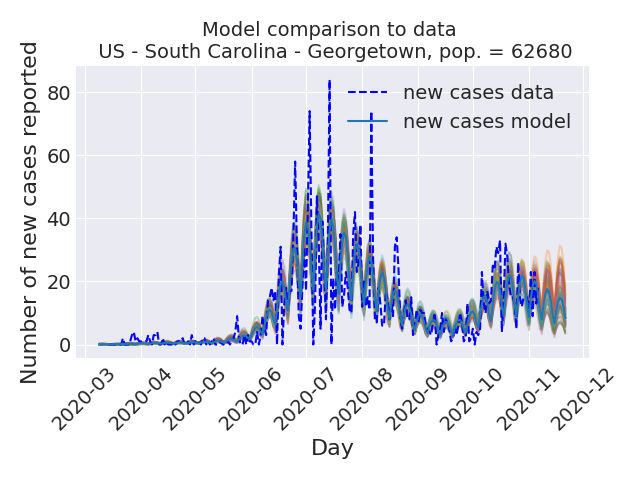 Model comparison to data
US - South Carolina - Georgetown, pop. = 62680
Number of new cases reported
80
60
40
20
0
new cases data
new cases model
2020-03
2020-04
2020-05
2020-06
2020-07
2020-08
2020-09
2020-10
2020-11
2020-12
Day